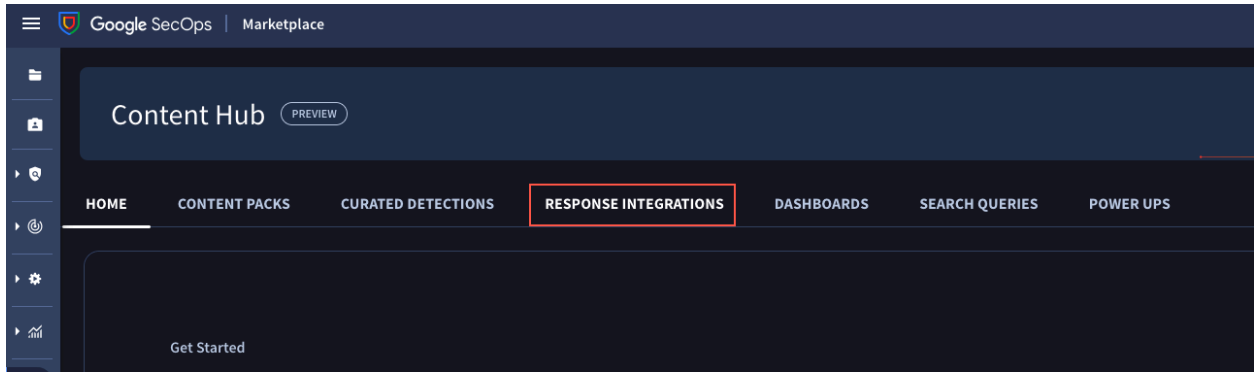 Google SecOps | Marketplace
Content Hub PREVIEW
HOME CONTENT PACKS CURATED DETECTIONS RESPONSE INTEGRATIONS DASHBOARDS SEARCH QUERIES POWER UPS
Get Started